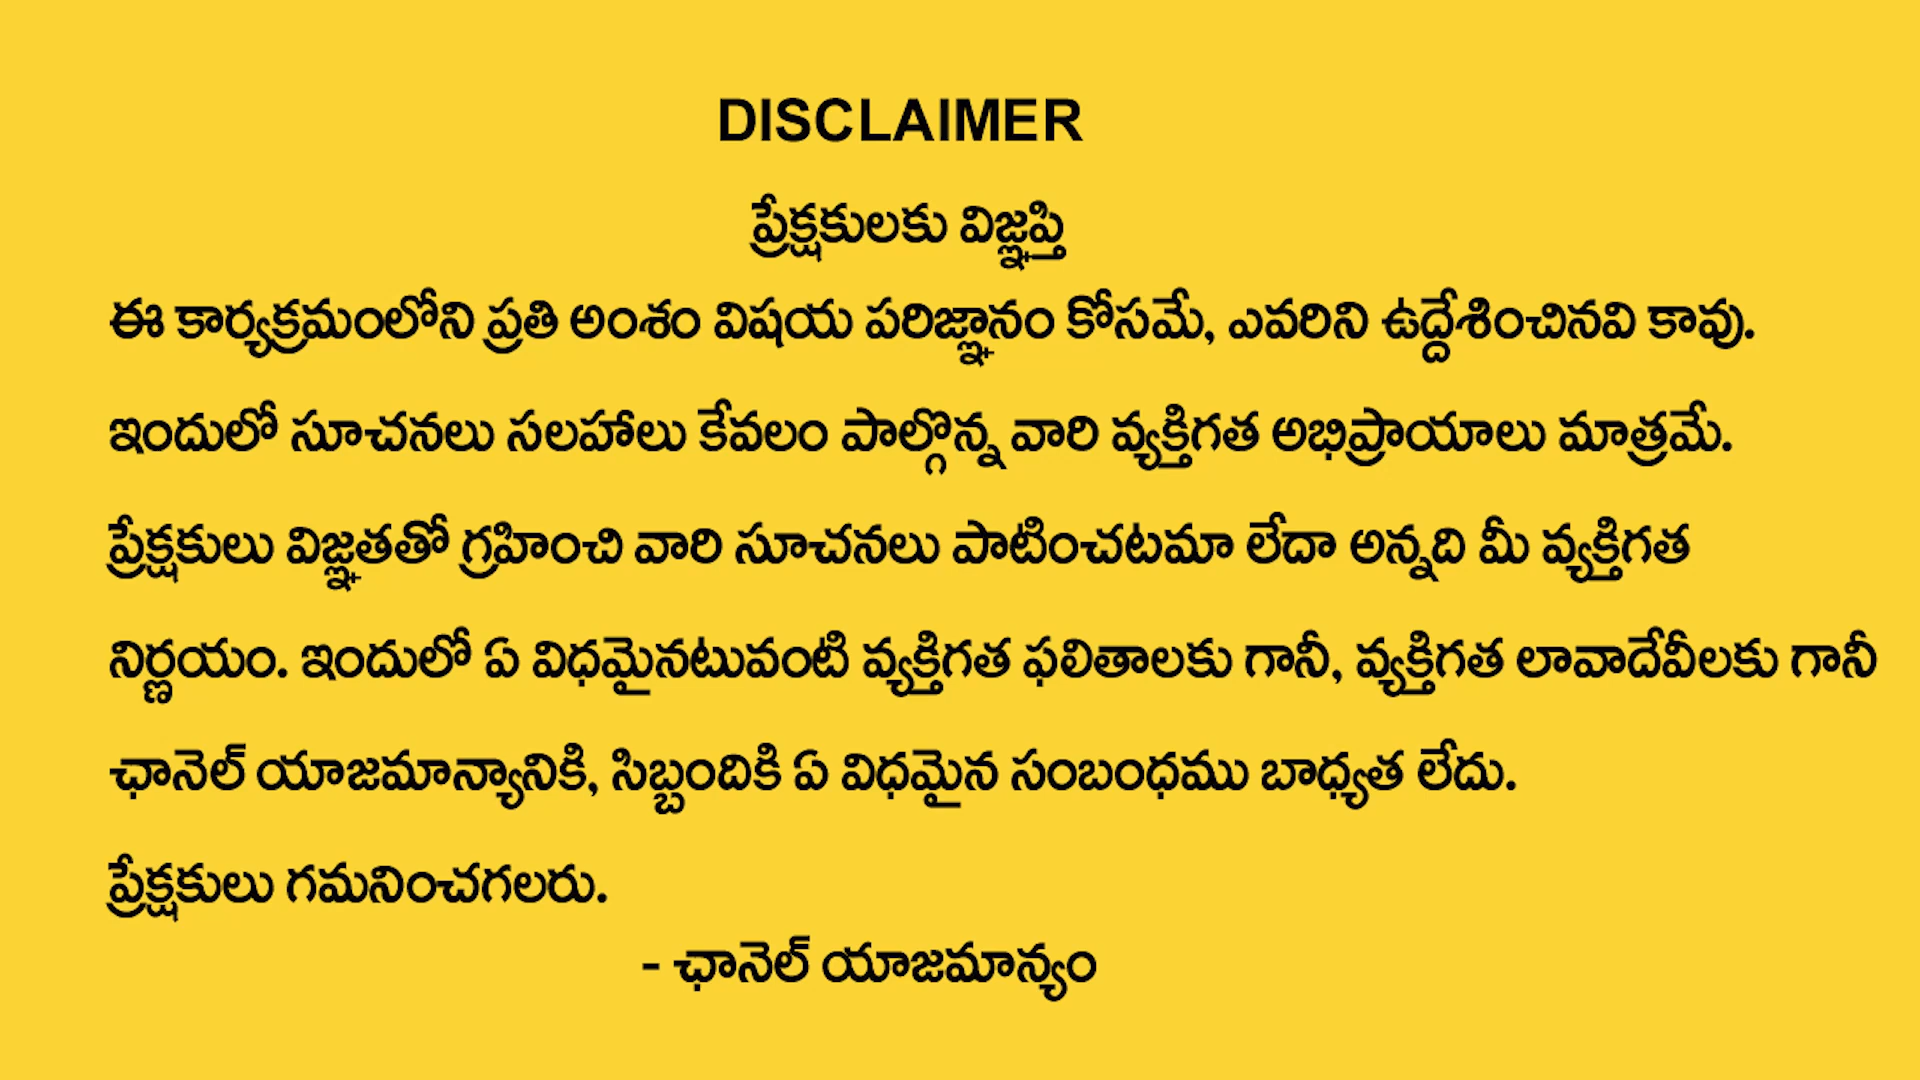 DISCLAIMER
ప్రేక్షకులకు విజ్ఞప్తి
ఈ కార్యక్రమంలోని ప్రతి అంశం విషయ పరిజ్ఞానం కోసమే, ఎవరిని ఉద్దేశించినవి కావు.
ఇందులో సూచనలు సలహాలు కేవలం పాల్గొన్న వారి వ్యక్తిగత అభిప్రాయాలు మాత్రమే.
ప్రేక్షకులు విజ్ఞతతో గ్రహించి వారి సూచనలు పాటించటమా లేదా అన్నది మీ వ్యక్తిగత
నిర్ణయం. ఇందులో ఏ విధమైనటువంటి వ్యక్తిగత ఫలితాలకు గానీ, వ్యక్తిగత లావాదేవీలకు గానీ
ఛానెల్ యాజమాన్యానికి, సిబ్బందికి ఏ విధమైన సంబంధము బాధ్యత లేదు.
ప్రేక్షకులు గమనించగలరు.
- ఛానెల్ యాజమాన్యం